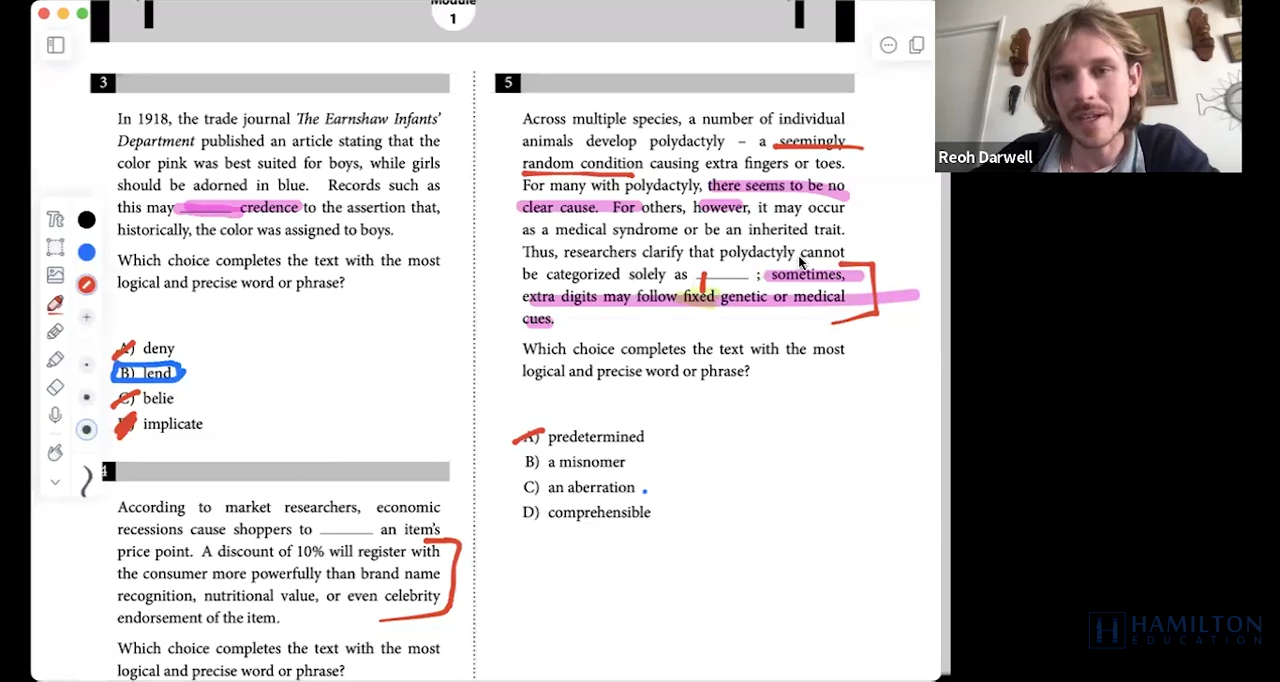 Module
1
1
1
3
In 1918, the trade journal The Earnshaw Infants'
Department published an article stating that the
color pink was best suited for boys, while girls
should be adorned in blue. Records such as
this may ______ credence to the assertion that,
historically, the color was assigned to boys.
Which choice completes the text with the most
logical and precise word or phrase?
A) deny
B) lend
C) belie
implicate
4
According to market researchers, economic
recessions cause shoppers to ______ an item's
price point. A discount of 10% will register with
the consumer more powerfully than brand name
recognition, nutritional value, or even celebrity
endorsement of the item.
Which choice completes the text with the most
logical and precise word or phrase?
5
Across multiple species, a number of individual
animals develop polydactyly – a seemingly
random condition causing extra fingers or toes.
For many with polydactyly, there seems to be no
clear cause. For others, however, it may occur
as a medical syndrome or be an inherited trait.
Thus, researchers clarify that polydactyly cannot
be categorized solely as ______ ; sometimes,
extra digits may follow fixed genetic or medical
cues.
Which choice completes the text with the most
logical and precise word or phrase?
A) predetermined
B) a misnomer
C) an aberration
D) comprehensible
Tt
Reoh Darwell
HAMILTON
EDUCATION